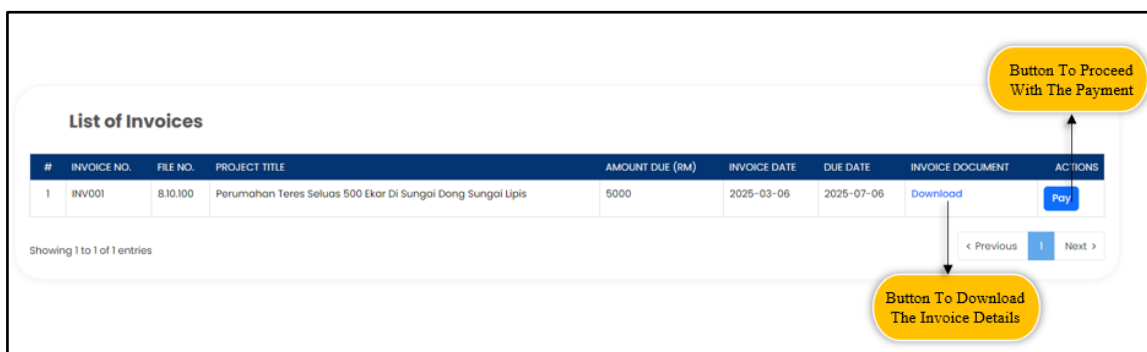 Button To Proceed
With The Payment
List of Invoices
# INVOICE NO. FILE NO. PROJECT TITLE AMOUNT DUE (RM) INVOICE DATE DUE DATE INVOICE DOCUMENT ACTIONS
1 INV001 8.10.100 Perumahan Teres Seluas 500 Ekar Di Sungai Dong Sungai Lipis 5000 2025-03-06 2025-07-06 Download Pay
Showing 1 to 1 of 1 entries < Previous 1 Next >
Button To Download
The Invoice Details